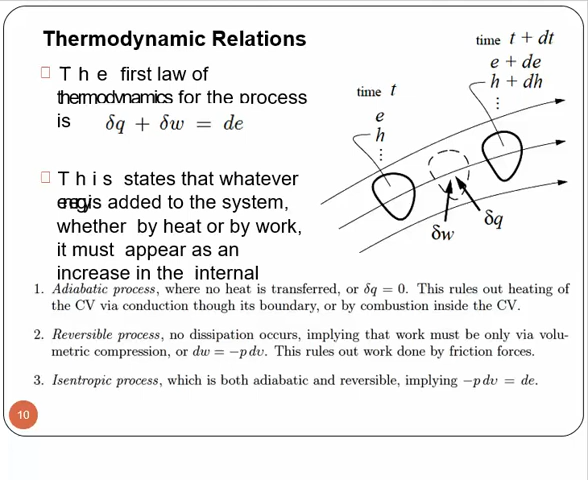 Thermodynamic Relations
The first law of
thermodynamics for the process
is δq + δw = de
This states that whatever
energy is added to the system,
whether by heat or by work,
it must appear as an
increase in the internal
time t
e
h
⋮
time t + dt
e + de
h + dh
⋮
δw
δq
1. Adiabatic process, where no heat is transferred, or δq = 0. This rules out heating of
the CV via conduction though its boundary, or by combustion inside the CV.
2. Reversible process, no dissipation occurs, implying that work must be only via volu-
metric compression, or dw = −p dv. This rules out work done by friction forces.
3. Isentropic process, which is both adiabatic and reversible, implying −p dv = de.
10